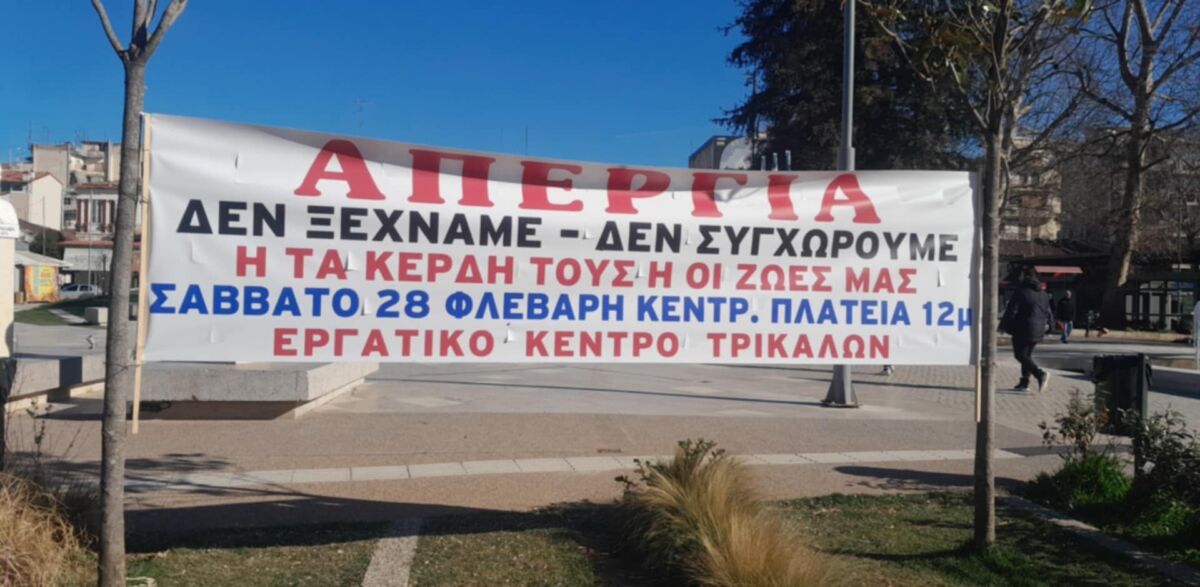 ΑΠΕΡΓΙΑ
ΔΕΝ ΞΕΧΝΑΜΕ - ΔΕΝ ΣΥΓΧΩΡΟΥΜΕ
Η ΤΑ ΚΕΡΔΗ ΤΟΥΣ Η ΟΙ ΖΩΕΣ ΜΑΣ
ΣΑΒΒΑΤΟ 28 ΦΛΕΒΑΡΗ ΚΕΝΤΡ. ΠΛΑΤΕΙΑ 12μ
ΕΡΓΑΤΙΚΟ ΚΕΝΤΡΟ ΤΡΙΚΑΛΩΝ